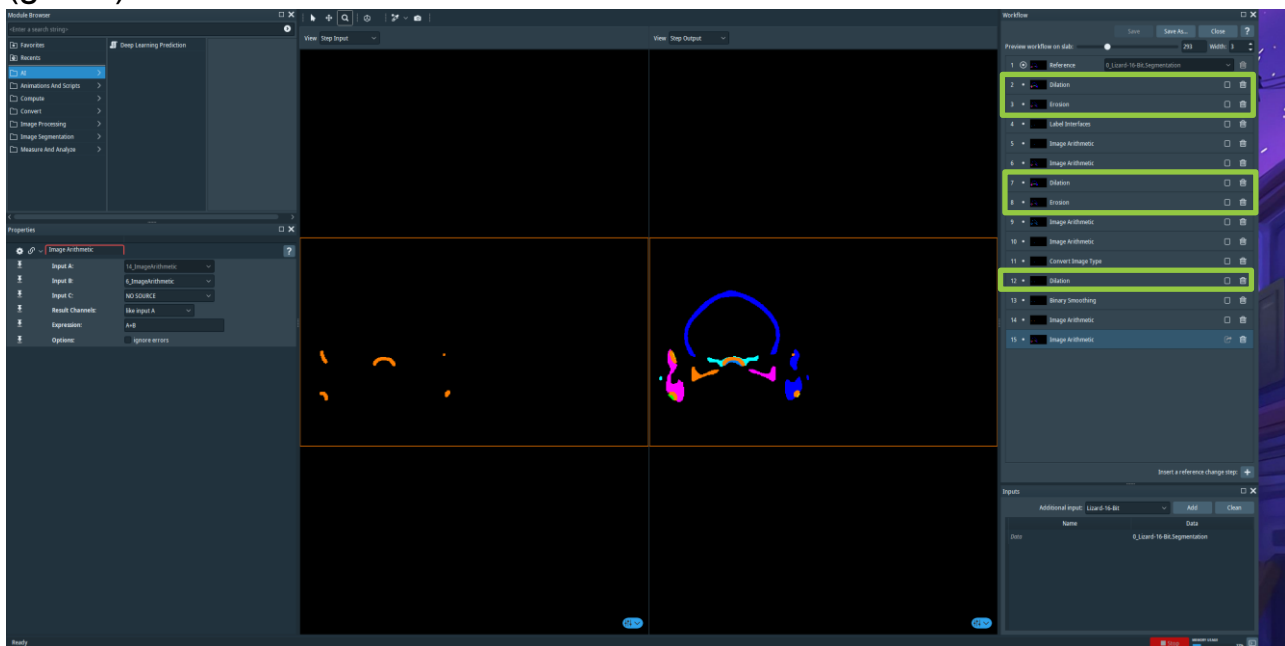 Module Browser
<Enter a search string>
Favorites
Recents
All
Animations And Scripts
Compute
Convert
Image Processing
Image Segmentation
Measure And Analyze
Deep Learning Prediction
Properties
Image Arithmetic
?
Input A: 14_ImageArithmetic
Input B: 6_ImageArithmetic
Input C: NO SOURCE
Result Channels: like input A
Expression: A+B
Options: ignore errors
View Step Input
View Step Output
Workflow
Save Save As... Close ?
Preview workflow on slab: 293 Width: 3
1 Reference 0_Lizard-16-Bit.Segmentation
2 Dilation
3 Erosion
4 Label Interfaces
5 Image Arithmetic
6 Image Arithmetic
7 Dilation
8 Erosion
9 Image Arithmetic
10 Image Arithmetic
11 Convert Image Type
12 Dilation
13 Binary Smoothing
14 Image Arithmetic
15 Image Arithmetic
Insert a reference change step: +
Inputs
Additional input: Lizard-16-Bit Add Clean
Name Data
Data 0_Lizard-16-Bit.Segmentation
Ready
Stop